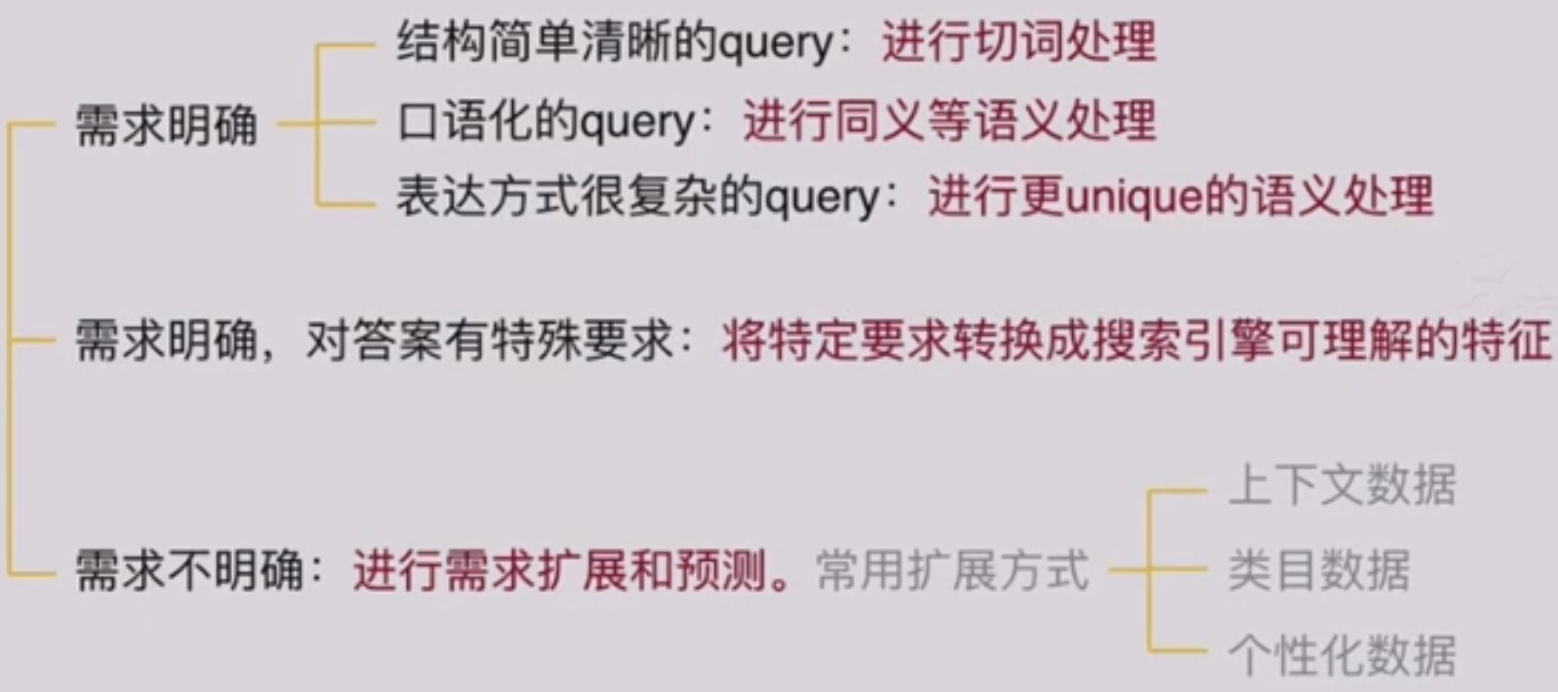 结构简单清晰的query：进行切词处理
需求明确
口语化的query：进行同义等语义处理
表达方式很复杂的query：进行更unique的语义处理
需求明确，对答案有特殊要求：将特定要求转换成搜索引擎可理解的特征
需求不明确：进行需求扩展和预测。常用扩展方式
上下文数据
类目数据
个性化数据